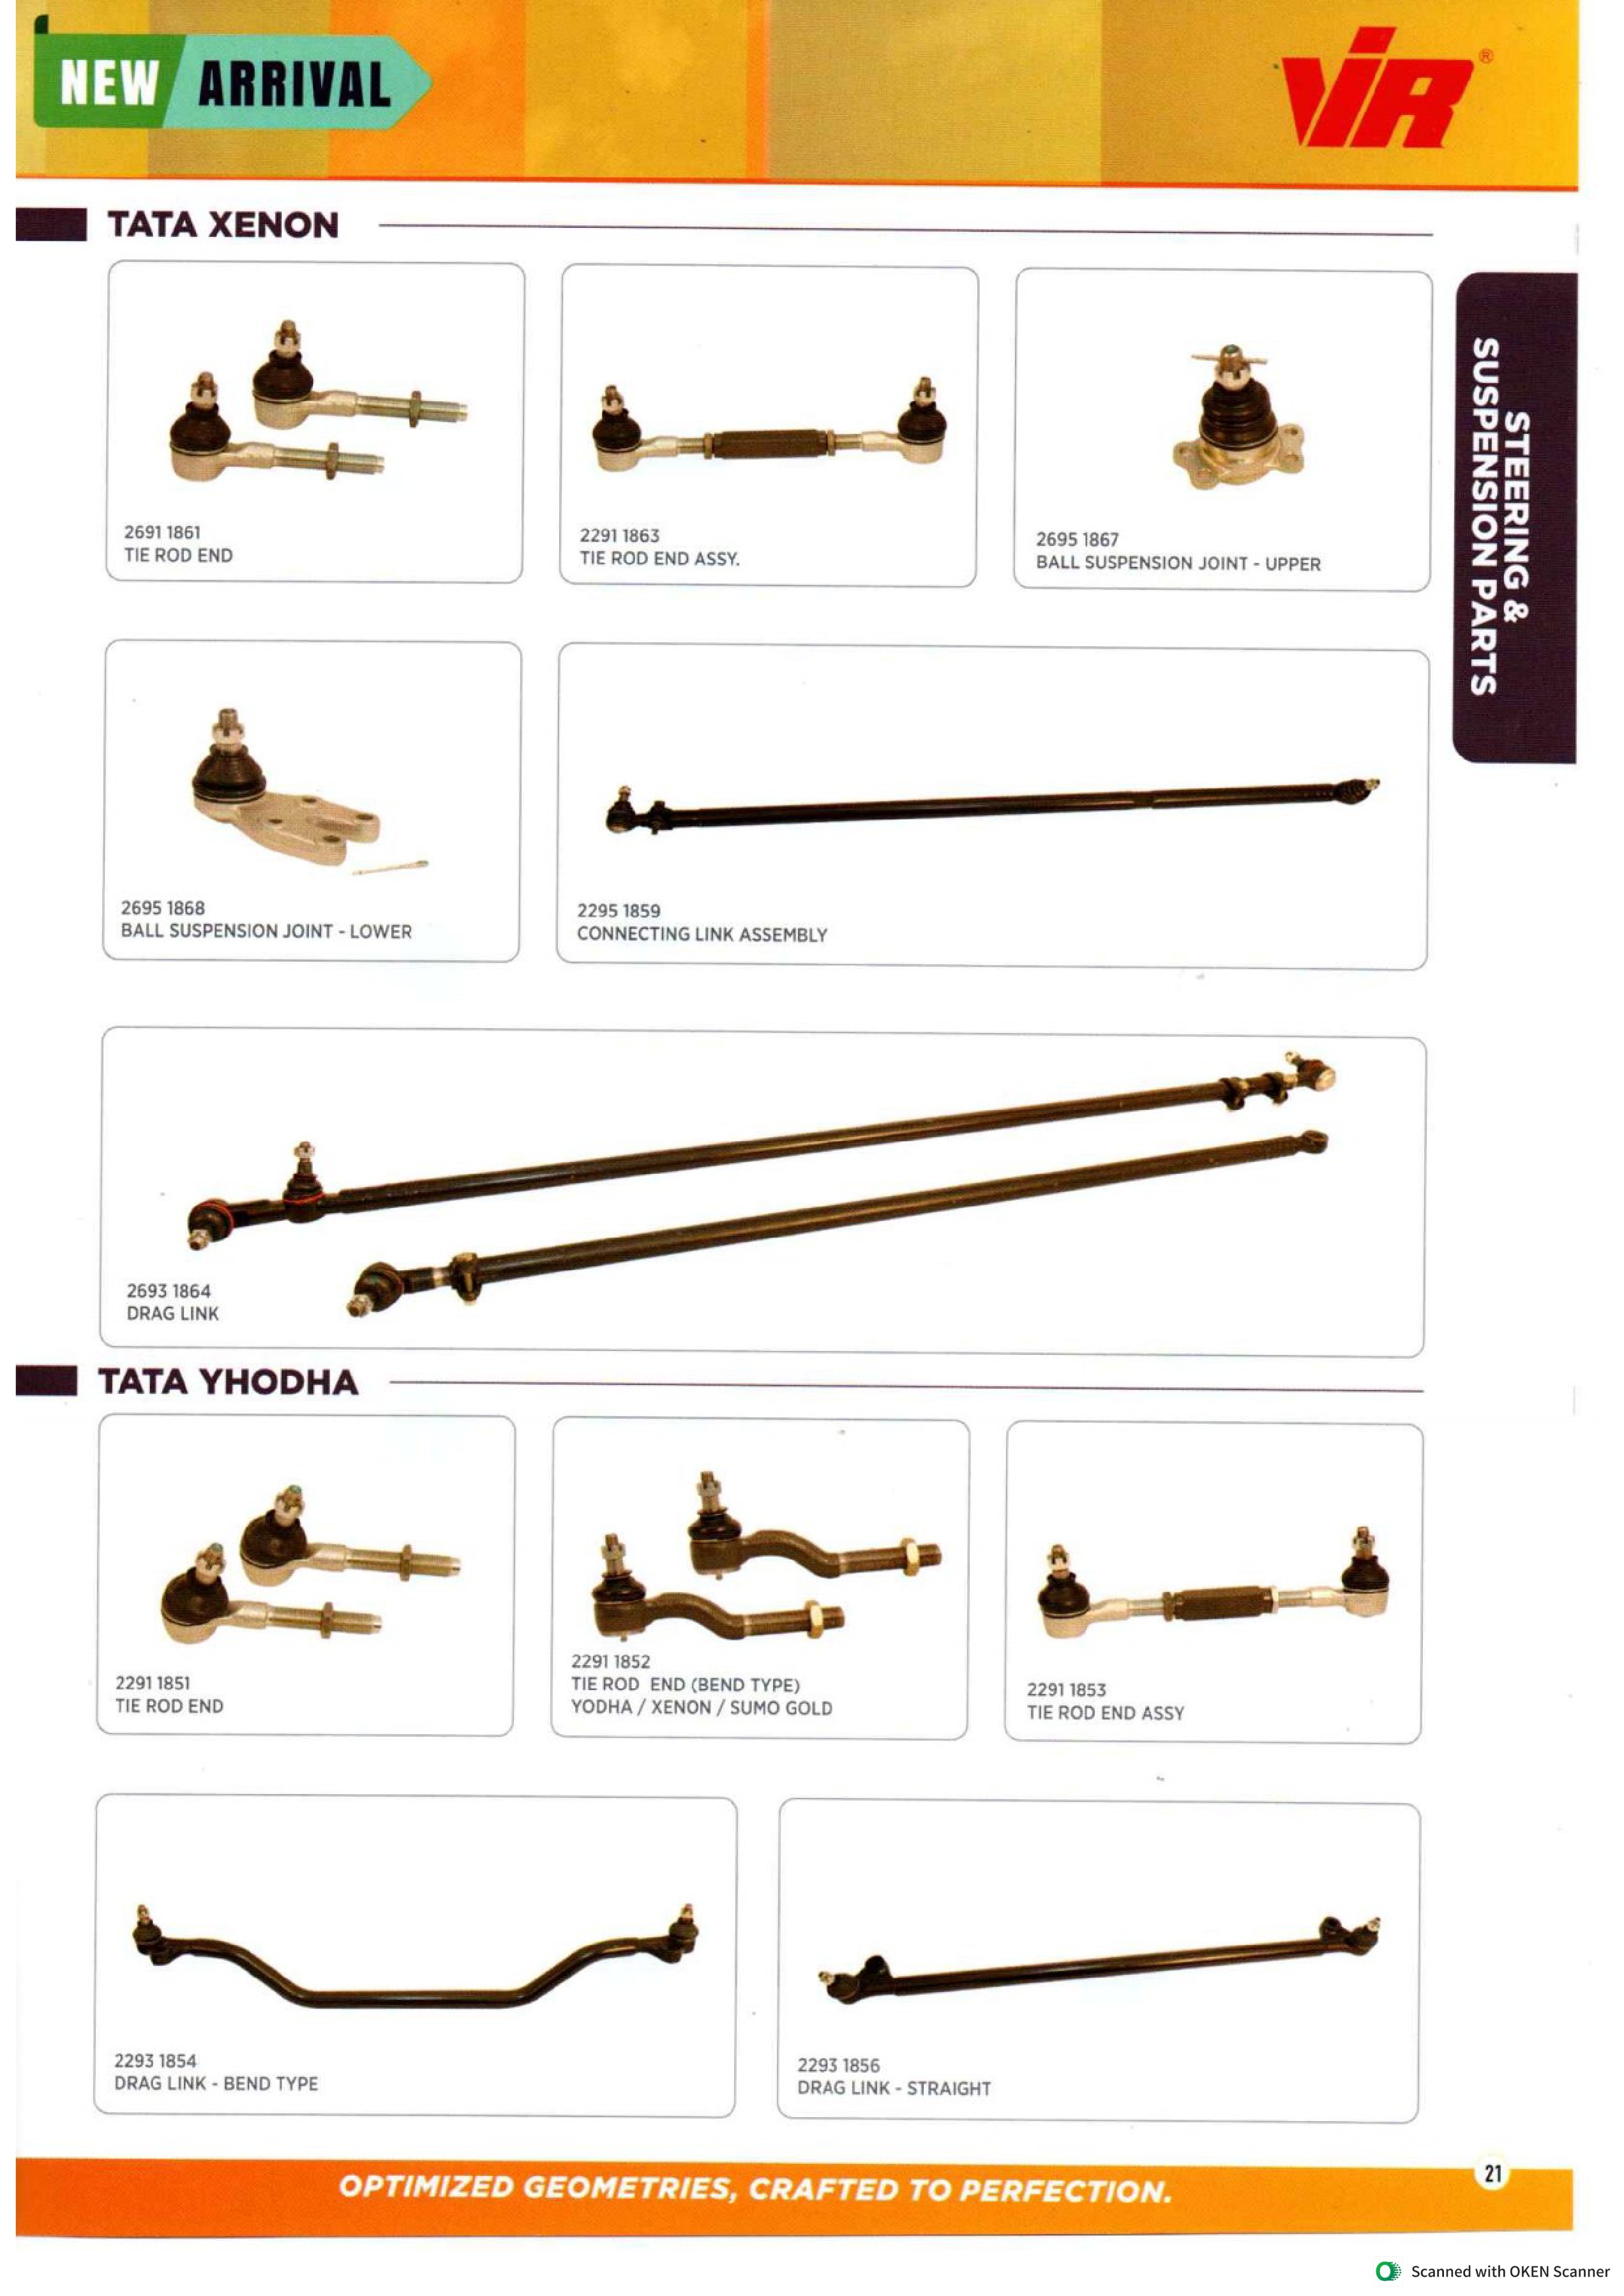 NEW ARRIVAL
ViR ®
TATA XENON
STEERING &
SUSPENSION PARTS
2691 1861
TIE ROD END
2291 1863
TIE ROD END ASSY.
2695 1867
BALL SUSPENSION JOINT - UPPER
2695 1868
BALL SUSPENSION JOINT - LOWER
2295 1859
CONNECTING LINK ASSEMBLY
2693 1864
DRAG LINK
TATA YHODHA
2291 1851
TIE ROD END
2291 1852
TIE ROD END (BEND TYPE)
YODHA / XENON / SUMO GOLD
2291 1853
TIE ROD END ASSY
2293 1854
DRAG LINK - BEND TYPE
2293 1856
DRAG LINK - STRAIGHT
OPTIMIZED GEOMETRIES, CRAFTED TO PERFECTION.
21
Scanned with OKEN Scanner